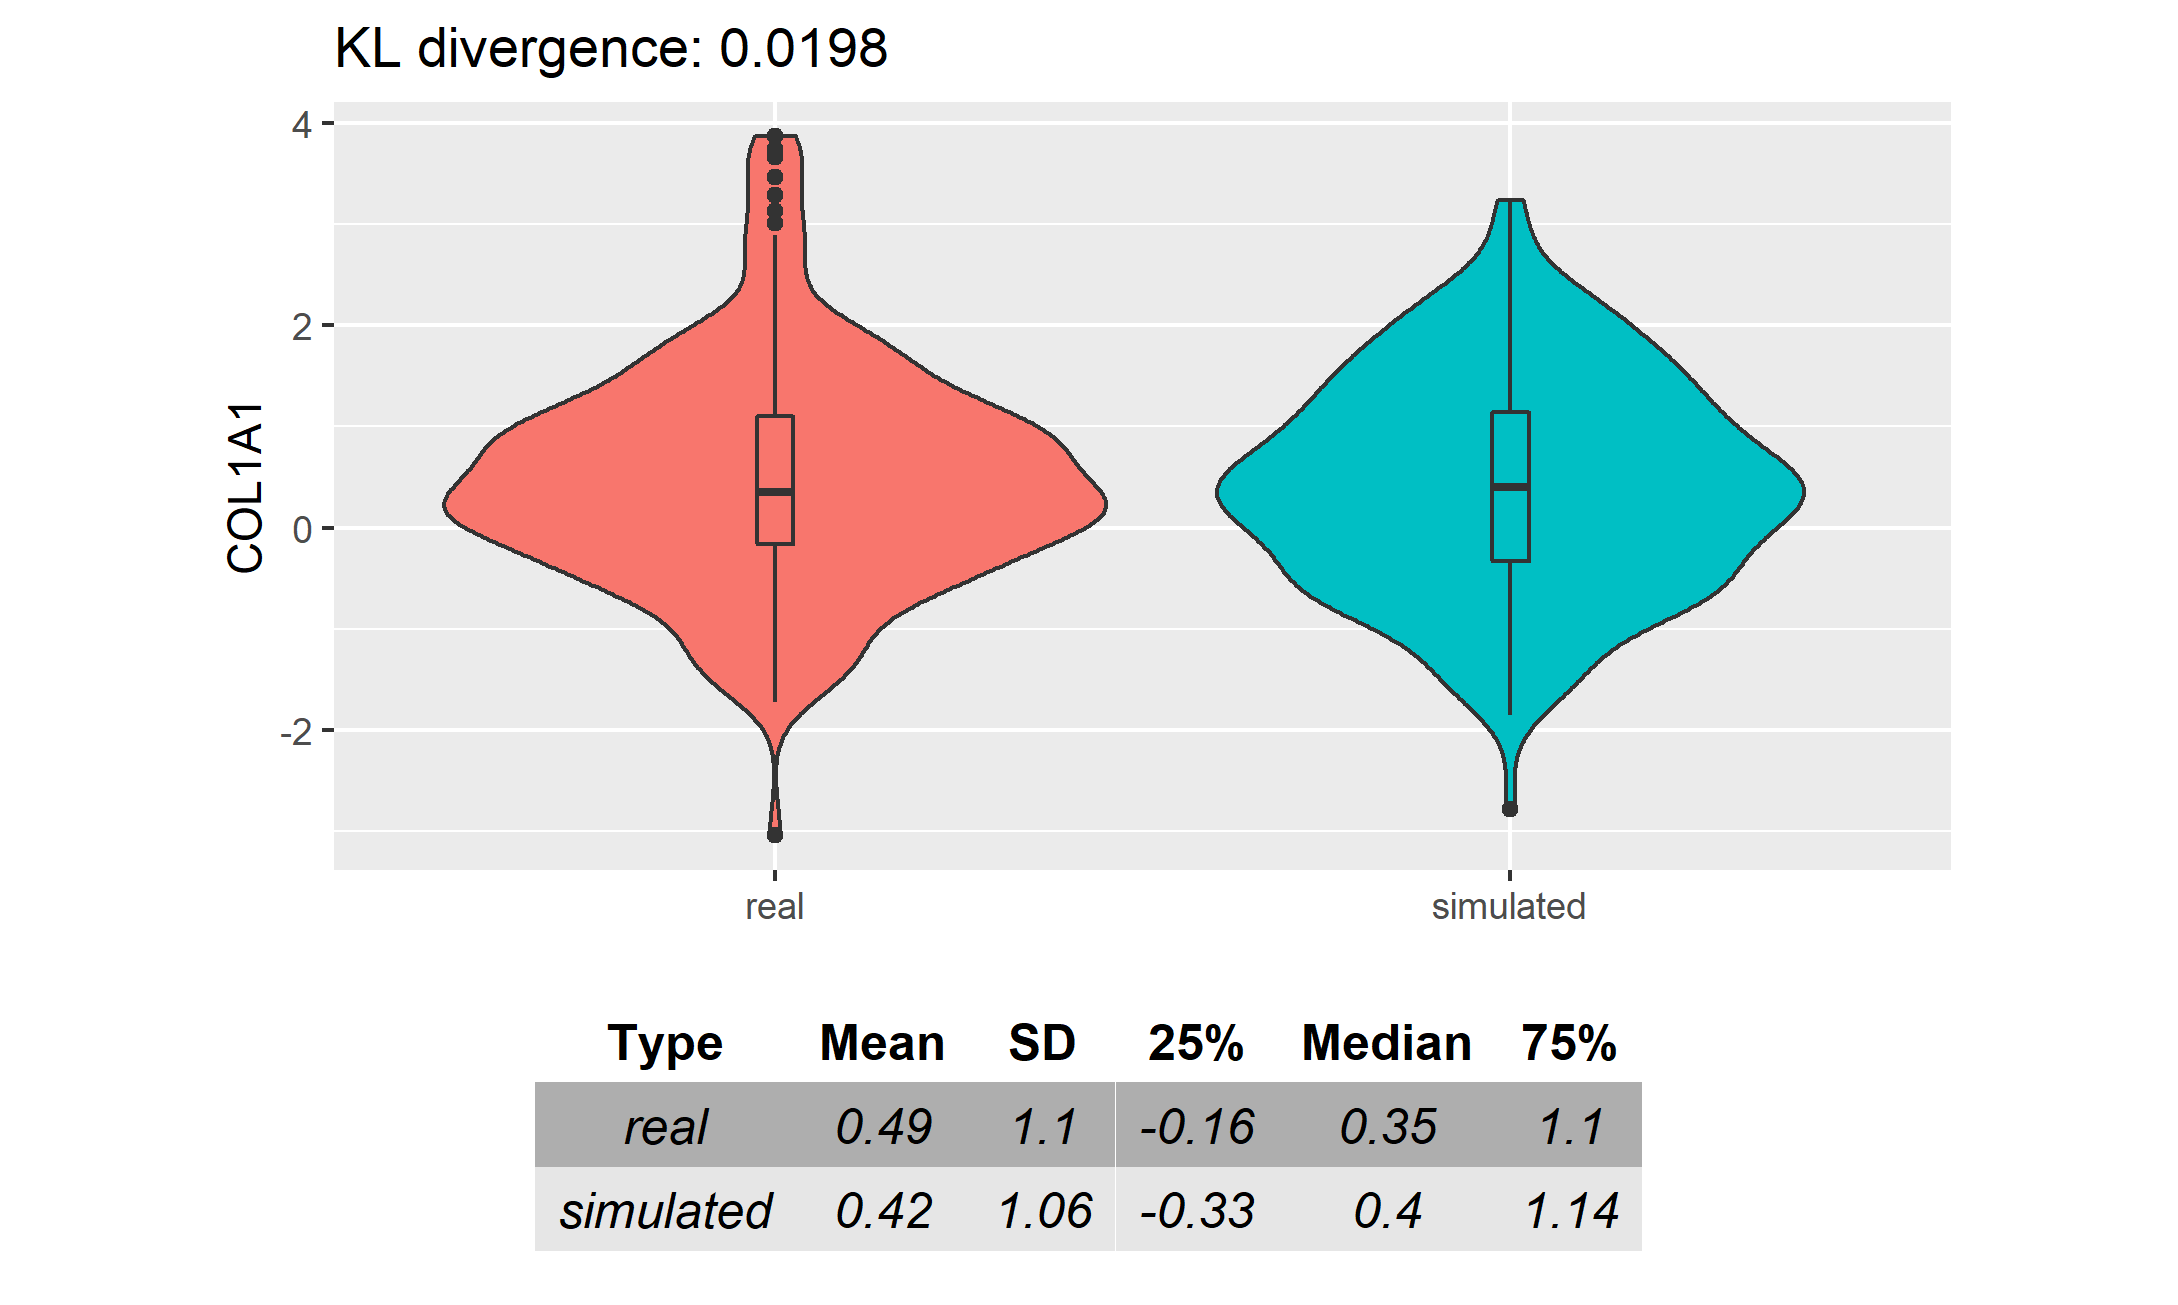 KL divergence: 0.0198
4
2
0
-2
COL1A1
real simulated
Type Mean SD 25% Median 75%
real 0.49 1.1 -0.16 0.35 1.1
simulated 0.42 1.06 -0.33 0.4 1.14